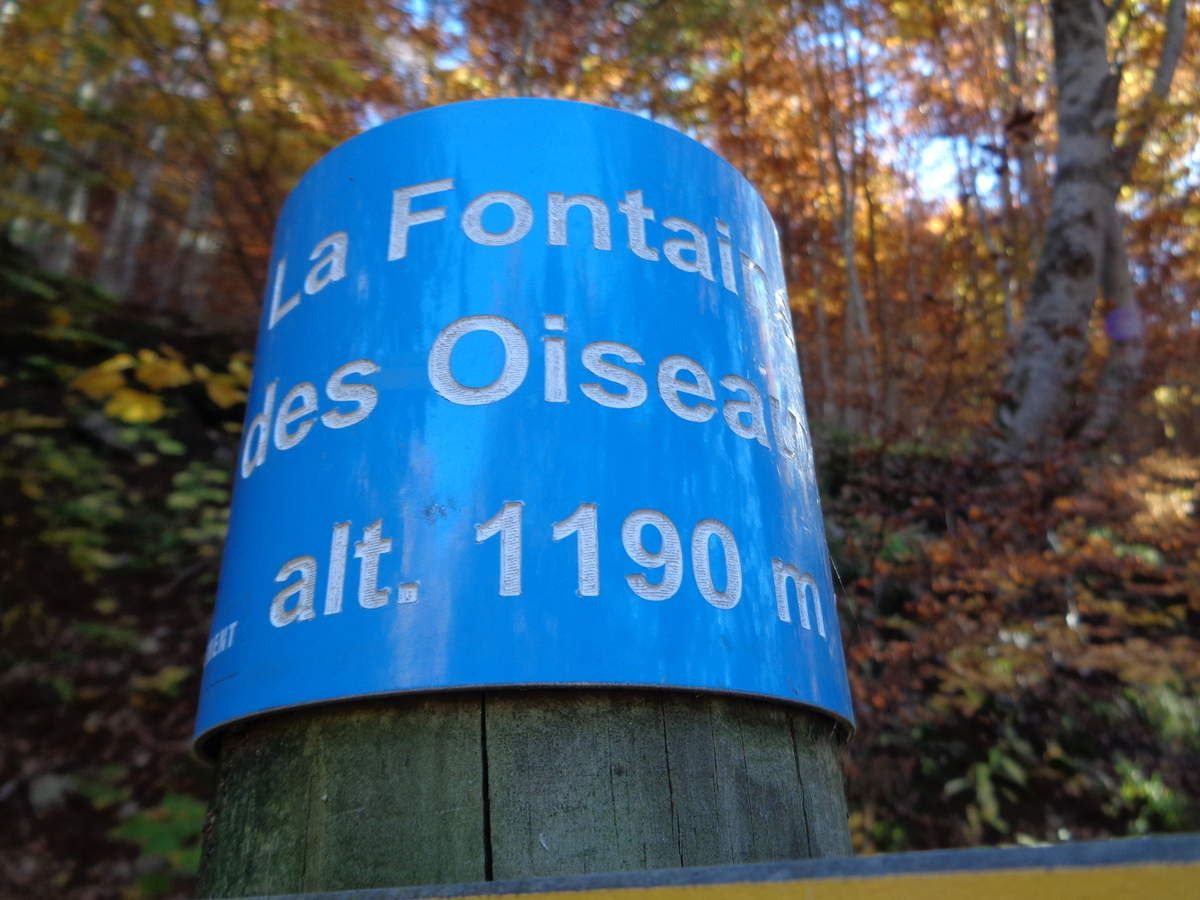 La Fontaine
des Oiseaux
alt. 1190 m